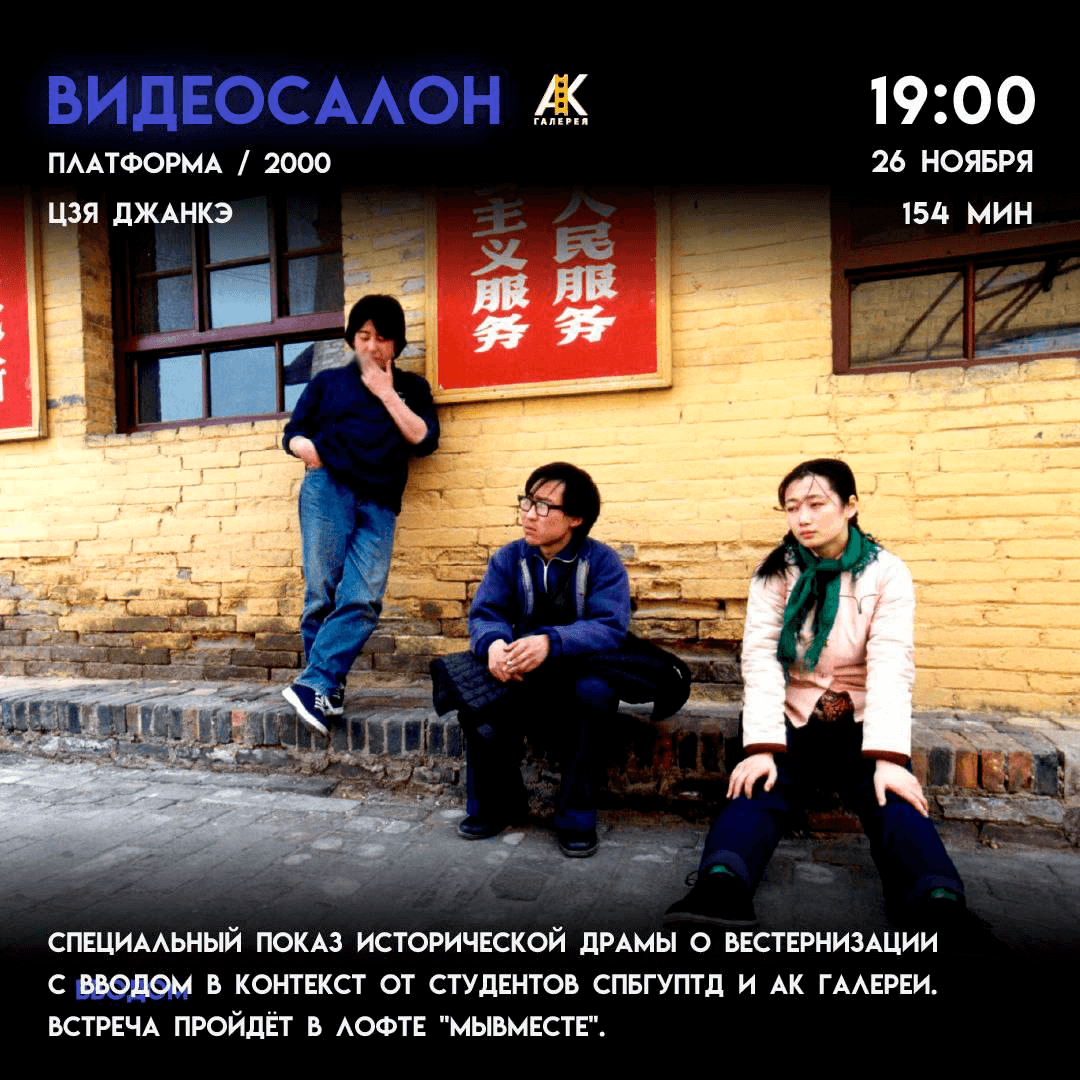 ВИДЕОСАЛОН
АК
ГАЛЕРЕЯ
19:00
ПЛАТФОРМА / 2000
26 НОЯБРЯ
ЦЗЯ ДЖАНКЭ
154 МИН
人民服务
主义服务
СПЕЦИАЛЬНЫЙ ПОКАЗ ИСТОРИЧЕСКОЙ ДРАМЫ О ВЕСТЕРНИЗАЦИИ
С ВВОДОМ В КОНТЕКСТ ОТ СТУДЕНТОВ СПБГУПТД И АК ГАЛЕРЕИ.
ВСТРЕЧА ПРОЙДЁТ В ЛОФТЕ "МЫВМЕСТЕ".